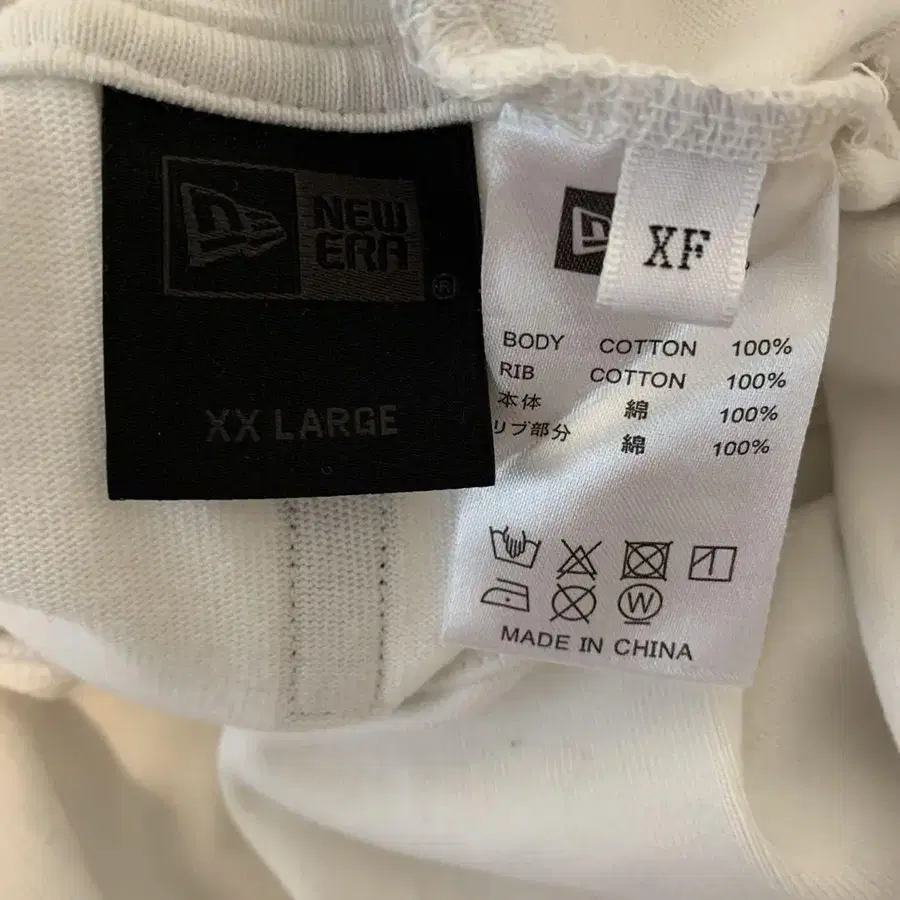 NEW
ERA
®
XX LARGE
XF
BODY COTTON 100%
RIB COTTON 100%
本体 綿 100%
リブ部分 綿 100%
W
MADE IN CHINA